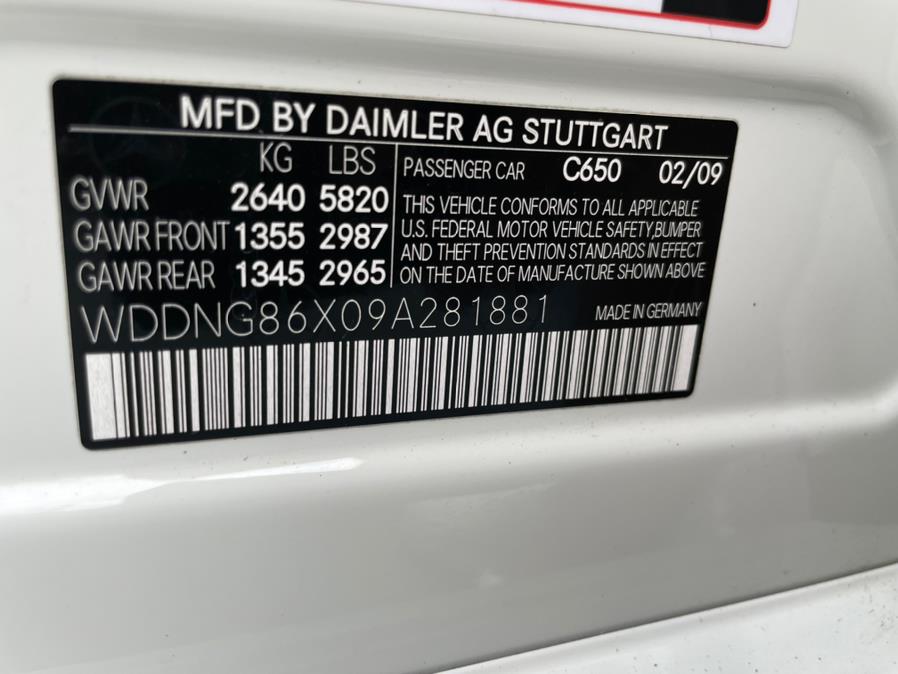 MFD BY DAIMLER AG STUTTGART
KG LBS
GVWR 2640 5820
GAWR FRONT 1355 2987
GAWR REAR 1345 2965
PASSENGER CAR C650 02/09
THIS VEHICLE CONFORMS TO ALL APPLICABLE
U.S. FEDERAL MOTOR VEHICLE SAFETY,BUMPER
AND THEFT PREVENTION STANDARDS IN EFFECT
ON THE DATE OF MANUFACTURE SHOWN ABOVE
WDDNG86X09A281881
MADE IN GERMANY